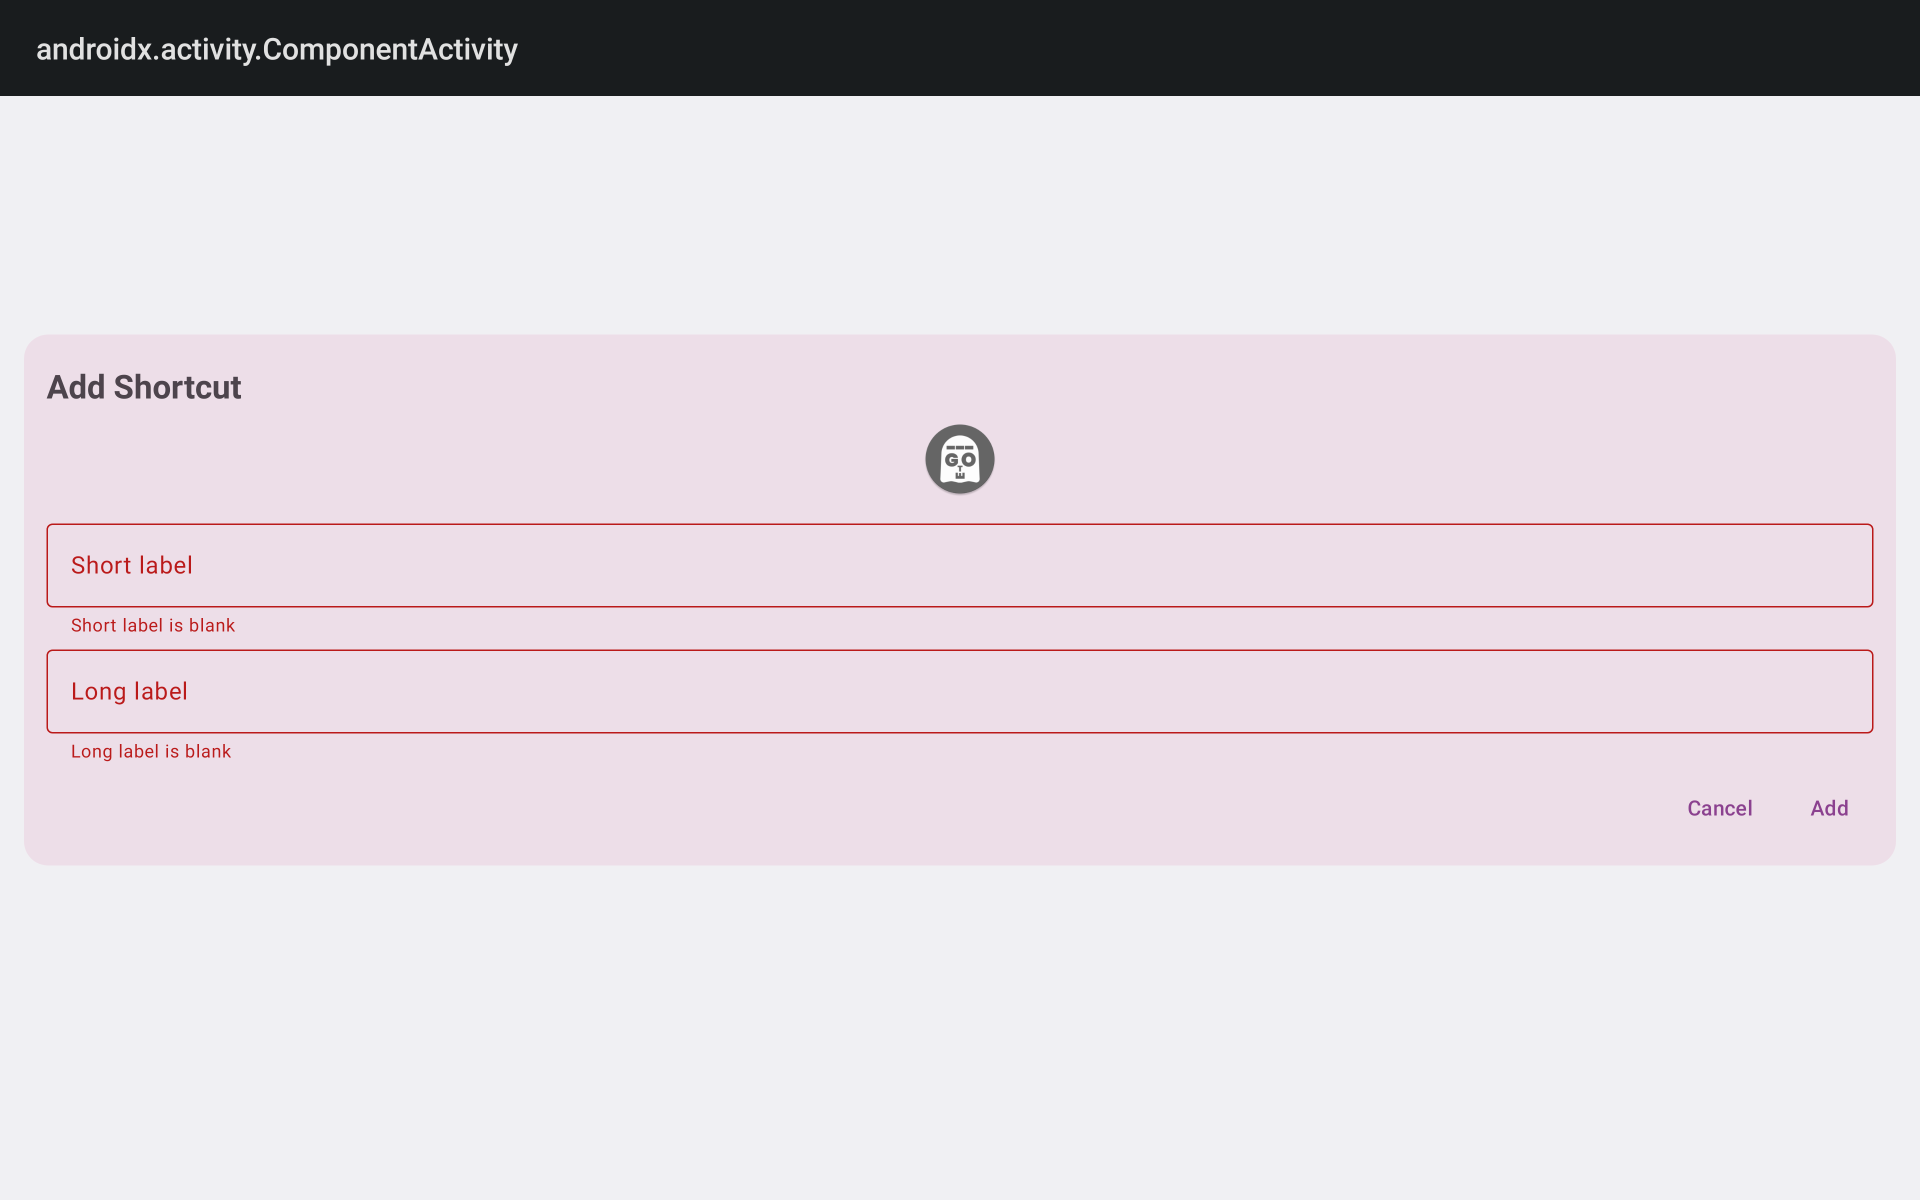 androidx.activity.ComponentActivity
Add Shortcut
GO
Short label
Short label is blank
Long label
Long label is blank
Cancel
Add